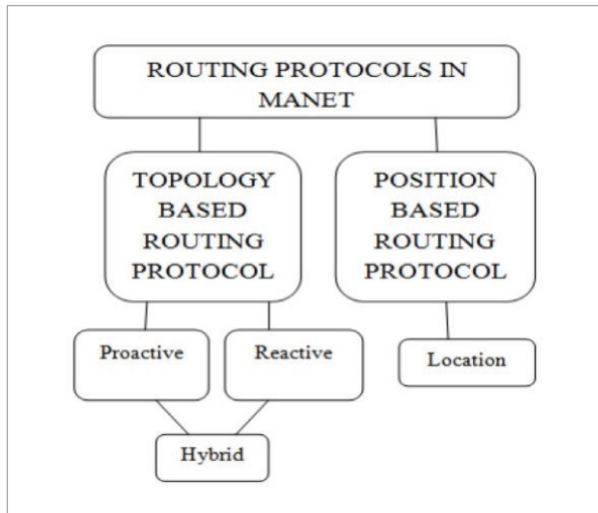 ROUTING PROTOCOLS IN
MANET
TOPOLOGY
BASED
ROUTING
PROTOCOL
POSITION
BASED
ROUTING
PROTOCOL
Proactive
Reactive
Location
Hybrid